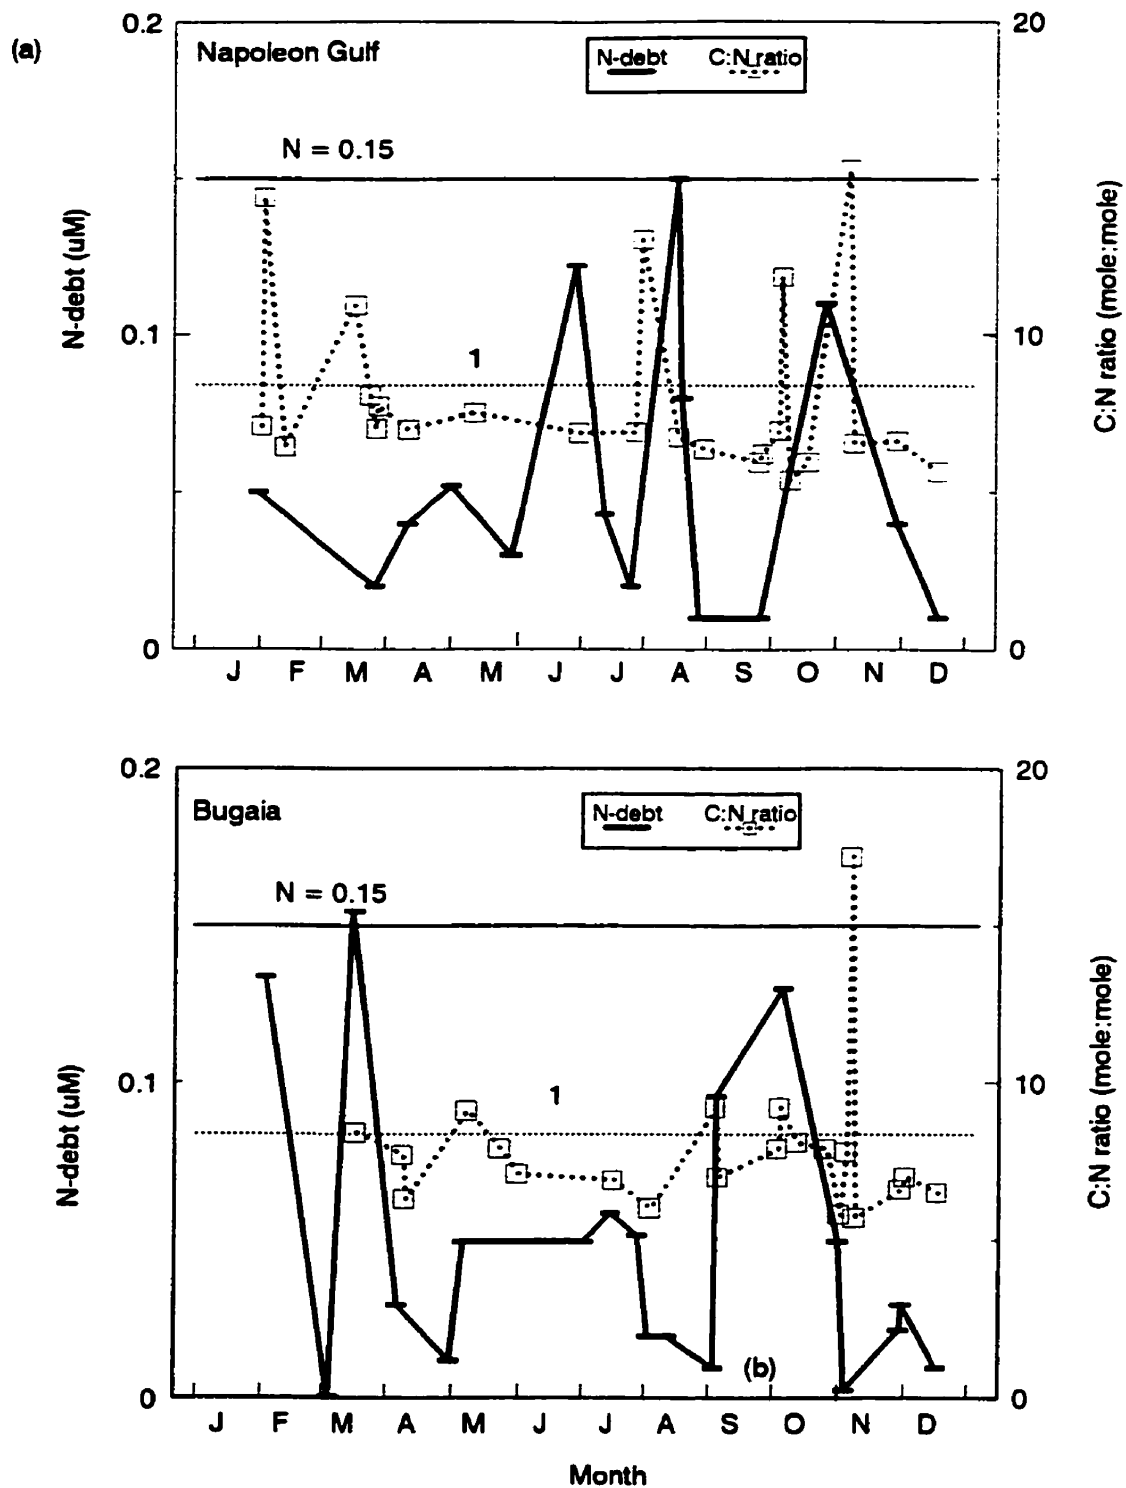 (a)
0.2
20
Napoleon Gulf
N-debt C:N ratio
N = 0.15
N-debt (uM)
C:N ratio (mole:mole)
0.1
10
1
0
0
J F M A M J J A S O N D
0.2
20
Bugaia
N-debt C:N ratio
N = 0.15
N-debt (uM)
C:N ratio (mole:mole)
0.1
10
1
(b)
0
0
J F M A M J J A S O N D
Month